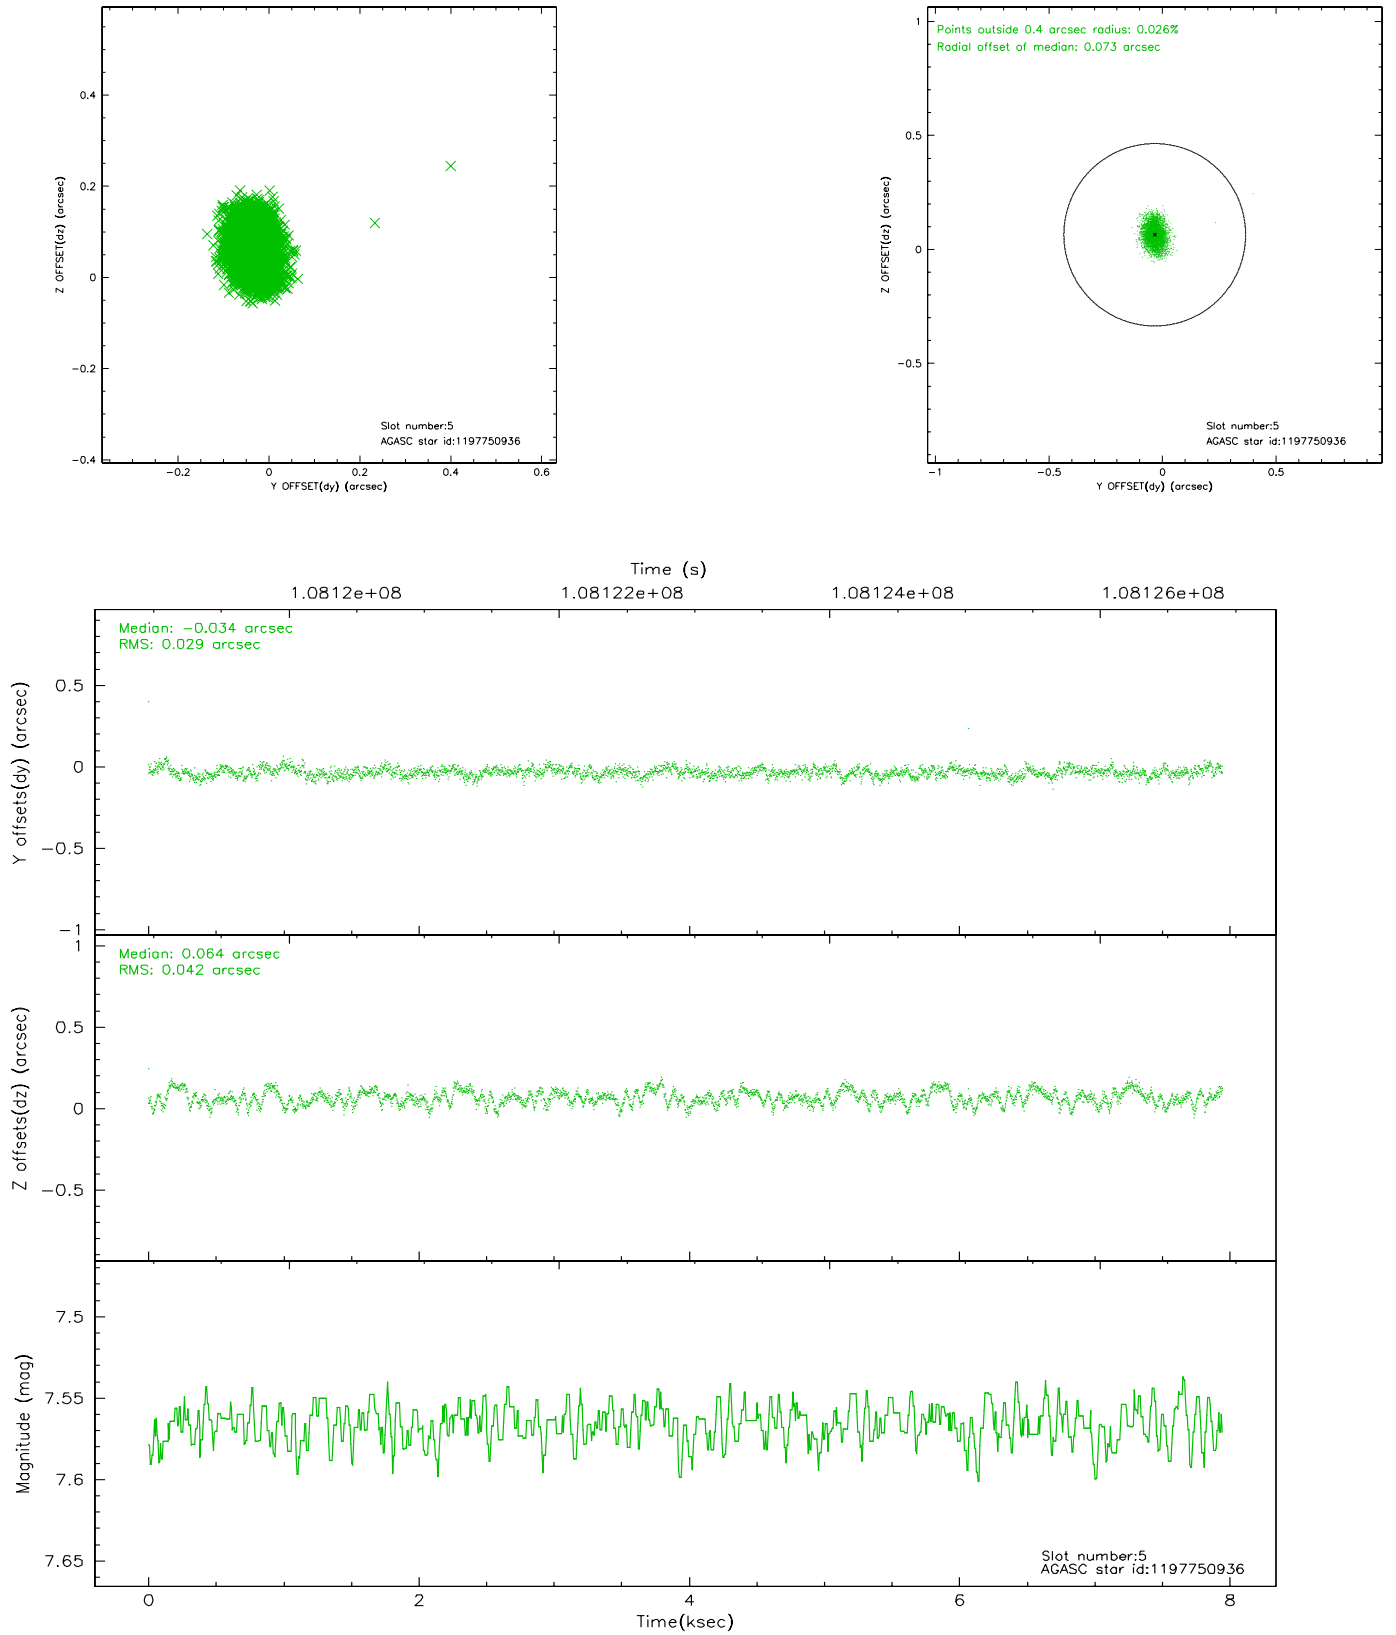 0.4
0.2
0
−0.2
−0.4
Z OFFSET(dz) (arcsec)
Slot number:5
AGASC star id:1197750936
−0.2 0 0.2 0.4 0.6
Y OFFSET(dy) (arcsec)
Points outside 0.4 arcsec radius: 0.026%
Radial offset of median: 0.073 arcsec
1
0.5
0
−0.5
Z OFFSET(dz) (arcsec)
Slot number:5
AGASC star id:1197750936
−1 −0.5 0 0.5
Y OFFSET(dy) (arcsec)
Time (s)
1.0812e+08 1.08122e+08 1.08124e+08 1.08126e+08
Median: −0.034 arcsec
RMS: 0.029 arcsec
0.5
0
−0.5
−1
Y offsets(dy) (arcsec)
Median: 0.064 arcsec
RMS: 0.042 arcsec
1
0.5
0
−0.5
Z offsets(dz) (arcsec)
7.5
7.55
7.6
7.65
Magnitude (mag)
Slot number:5
AGASC star id:1197750936
0 2 4 6 8
Time(ksec)